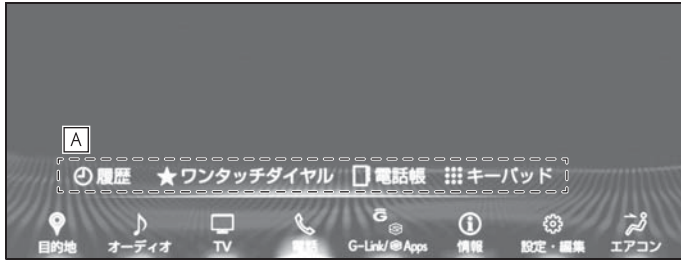 A
履歴 ★ワンタッチダイヤル 電話帳 キーパッド
目的地 オーディオ TV 電話 G-Link/Apps 情報 設定・編集 エアコン